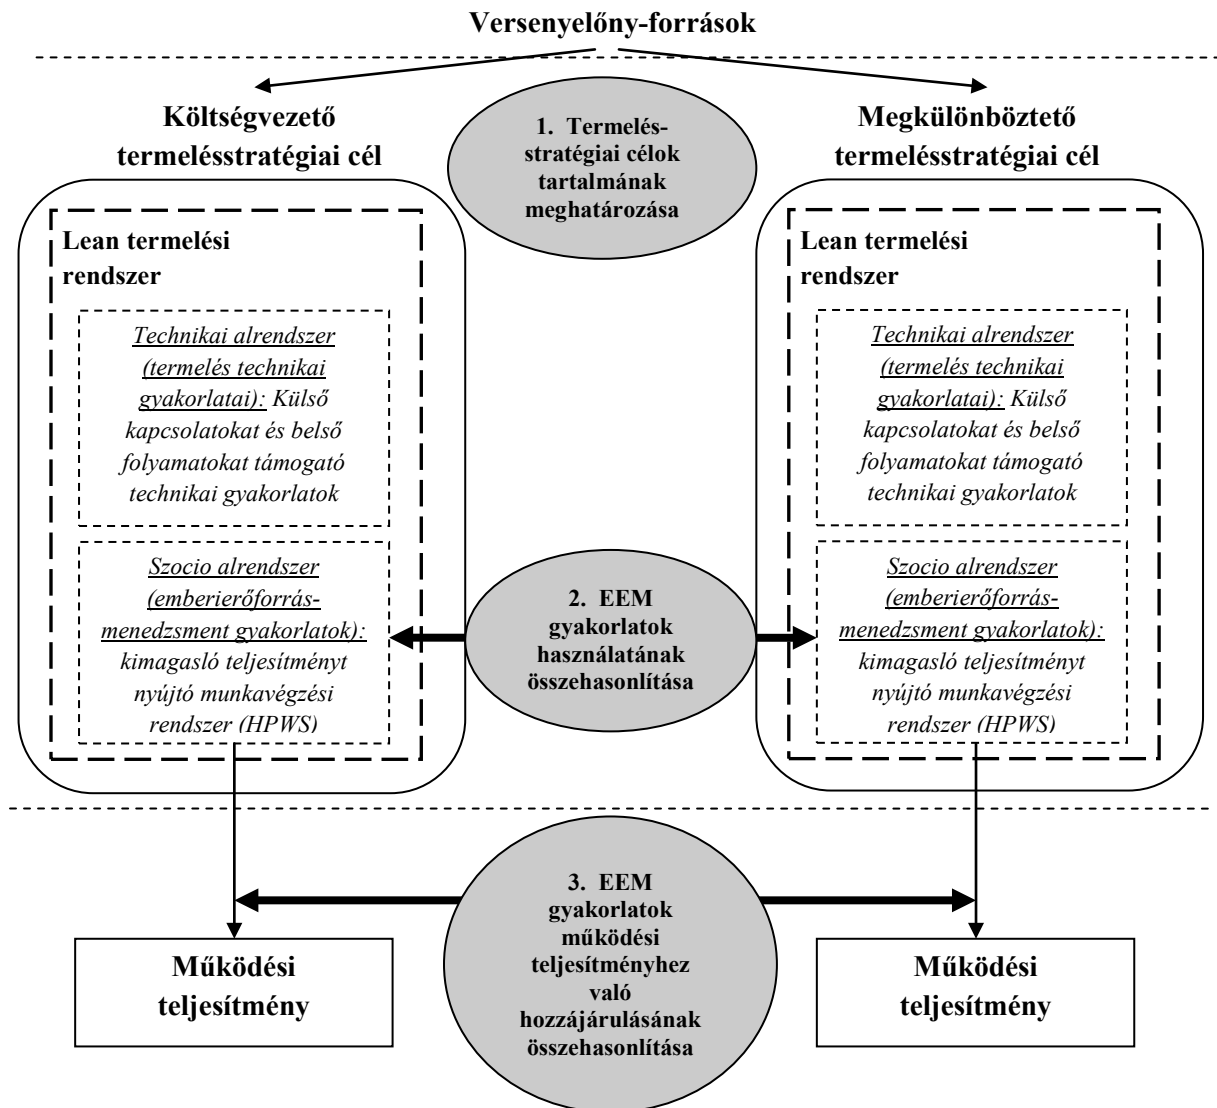 Versenyelőny-források
Költségvezető
termelésstratégiai cél
1. Termelés-
stratégiai célok
tartalmának
meghatározása
Megkülönböztető
termelésstratégiai cél
Lean termelési
rendszer
Technikai alrendszer
(termelés technikai
gyakorlatai): Külső
kapcsolatokat és belső
folyamatokat támogató
technikai gyakorlatok
Szocio alrendszer
(emberierőforrás-
menedzsment gyakorlatok):
kimagasló teljesítményt
nyújtó munkavégzési
rendszer (HPWS)
2. EEM
gyakorlatok
használatának
összehasonlítása
Lean termelési
rendszer
Technikai alrendszer
(termelés technikai
gyakorlatai): Külső
kapcsolatokat és belső
folyamatokat támogató
technikai gyakorlatok
Szocio alrendszer
(emberierőforrás-
menedzsment gyakorlatok):
kimagasló teljesítményt
nyújtó munkavégzési
rendszer (HPWS)
Működési
teljesítmény
3. EEM
gyakorlatok
működési
teljesítményhez
való
hozzájárulásának
összehasonlítása
Működési
teljesítmény